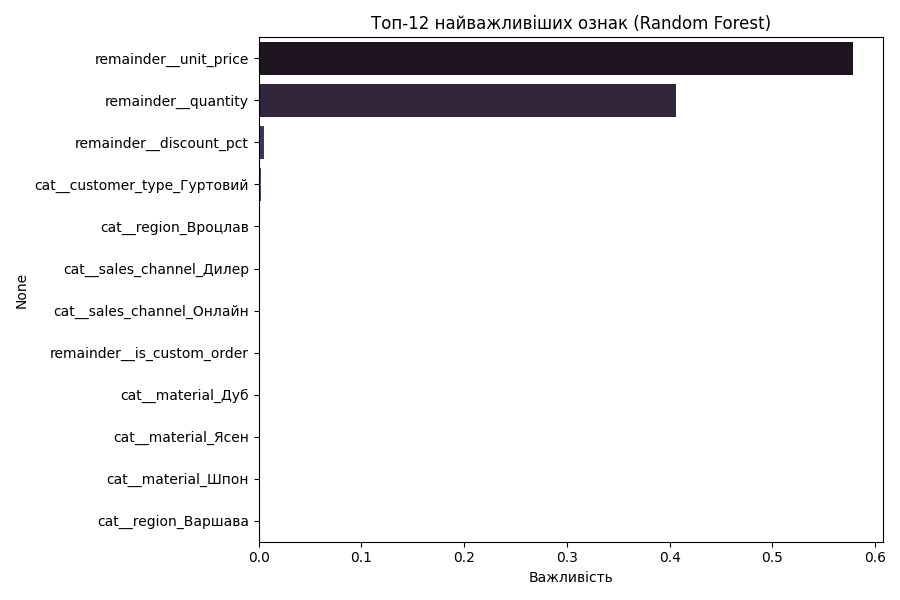 Топ-12 найважливіших ознак (Random Forest)
remainder__unit_price
remainder__quantity
remainder__discount_pct
cat__customer_type_Гуртовий
cat__region_Вроцлав
cat__sales_channel_Дилер
cat__sales_channel_Онлайн
remainder__is_custom_order
cat__material_Дуб
cat__material_Ясен
cat__material_Шпон
cat__region_Варшава
None
0.0 0.1 0.2 0.3 0.4 0.5 0.6
Важливість